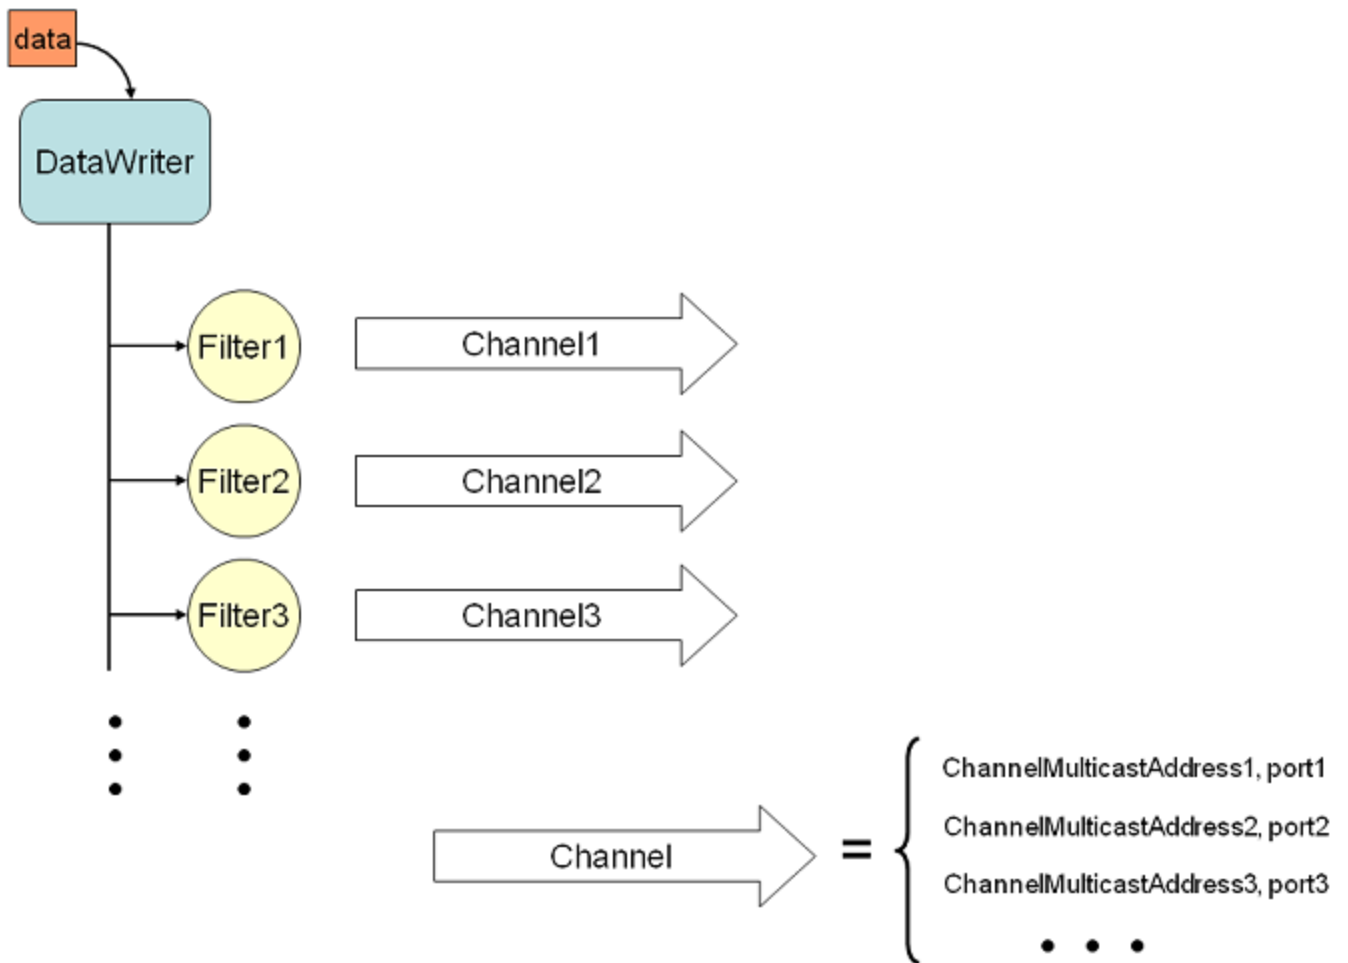 data
DataWriter
Filter1
Channel1
Filter2
Channel2
Filter3
Channel3
ChannelMulticastAddress1, port1
ChannelMulticastAddress2, port2
Channel
=
ChannelMulticastAddress3, port3